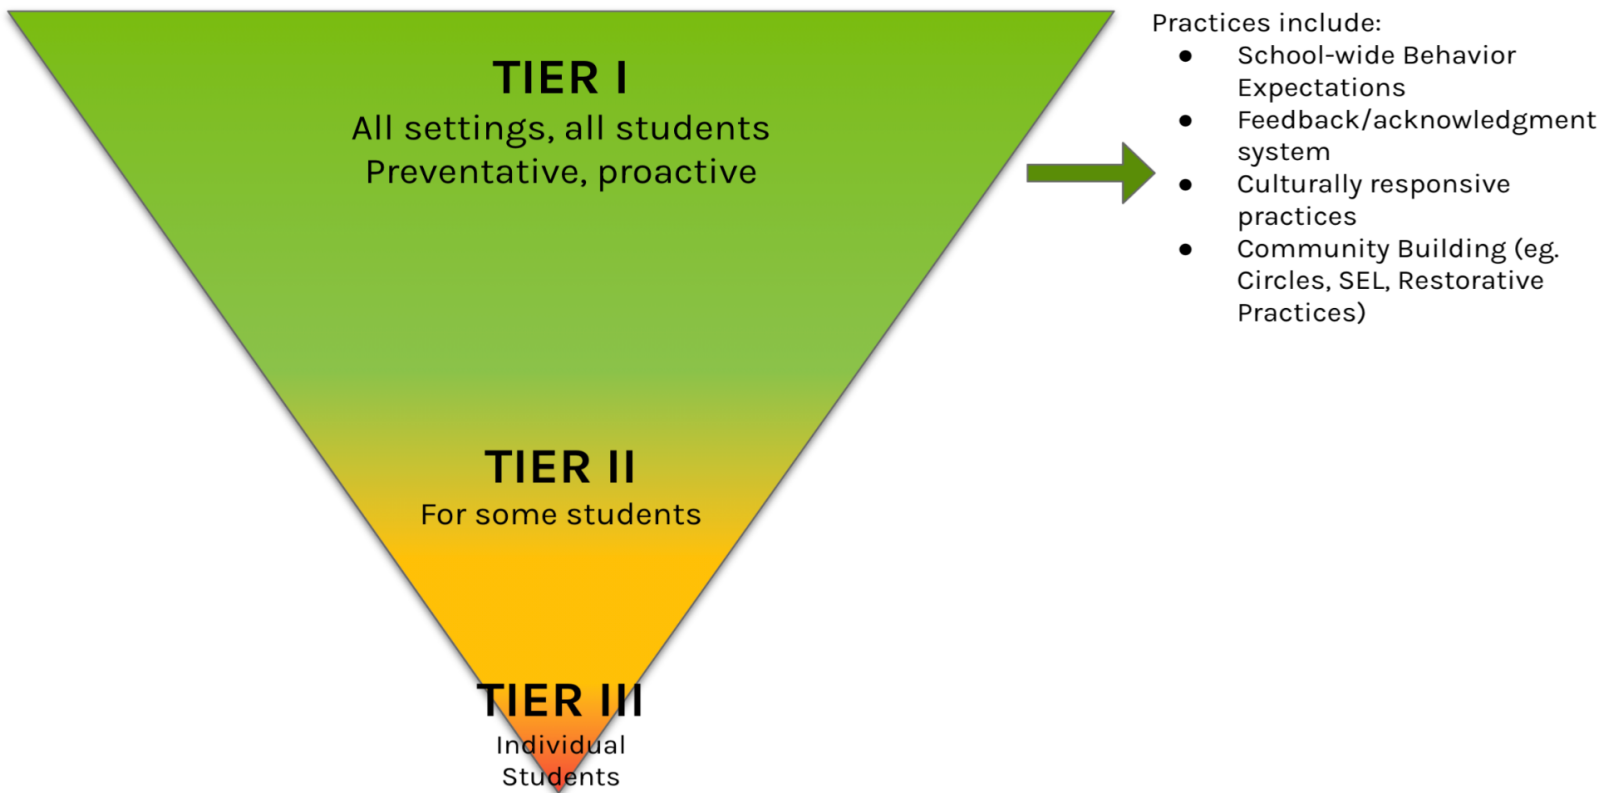 TIER I
All settings, all students
Preventative, proactive
TIER II
For some students
TIER III
Individual
Students
Practices include:
● School-wide Behavior
Expectations
● Feedback/acknowledgment
system
● Culturally responsive
practices
● Community Building (eg.
Circles, SEL, Restorative
Practices)